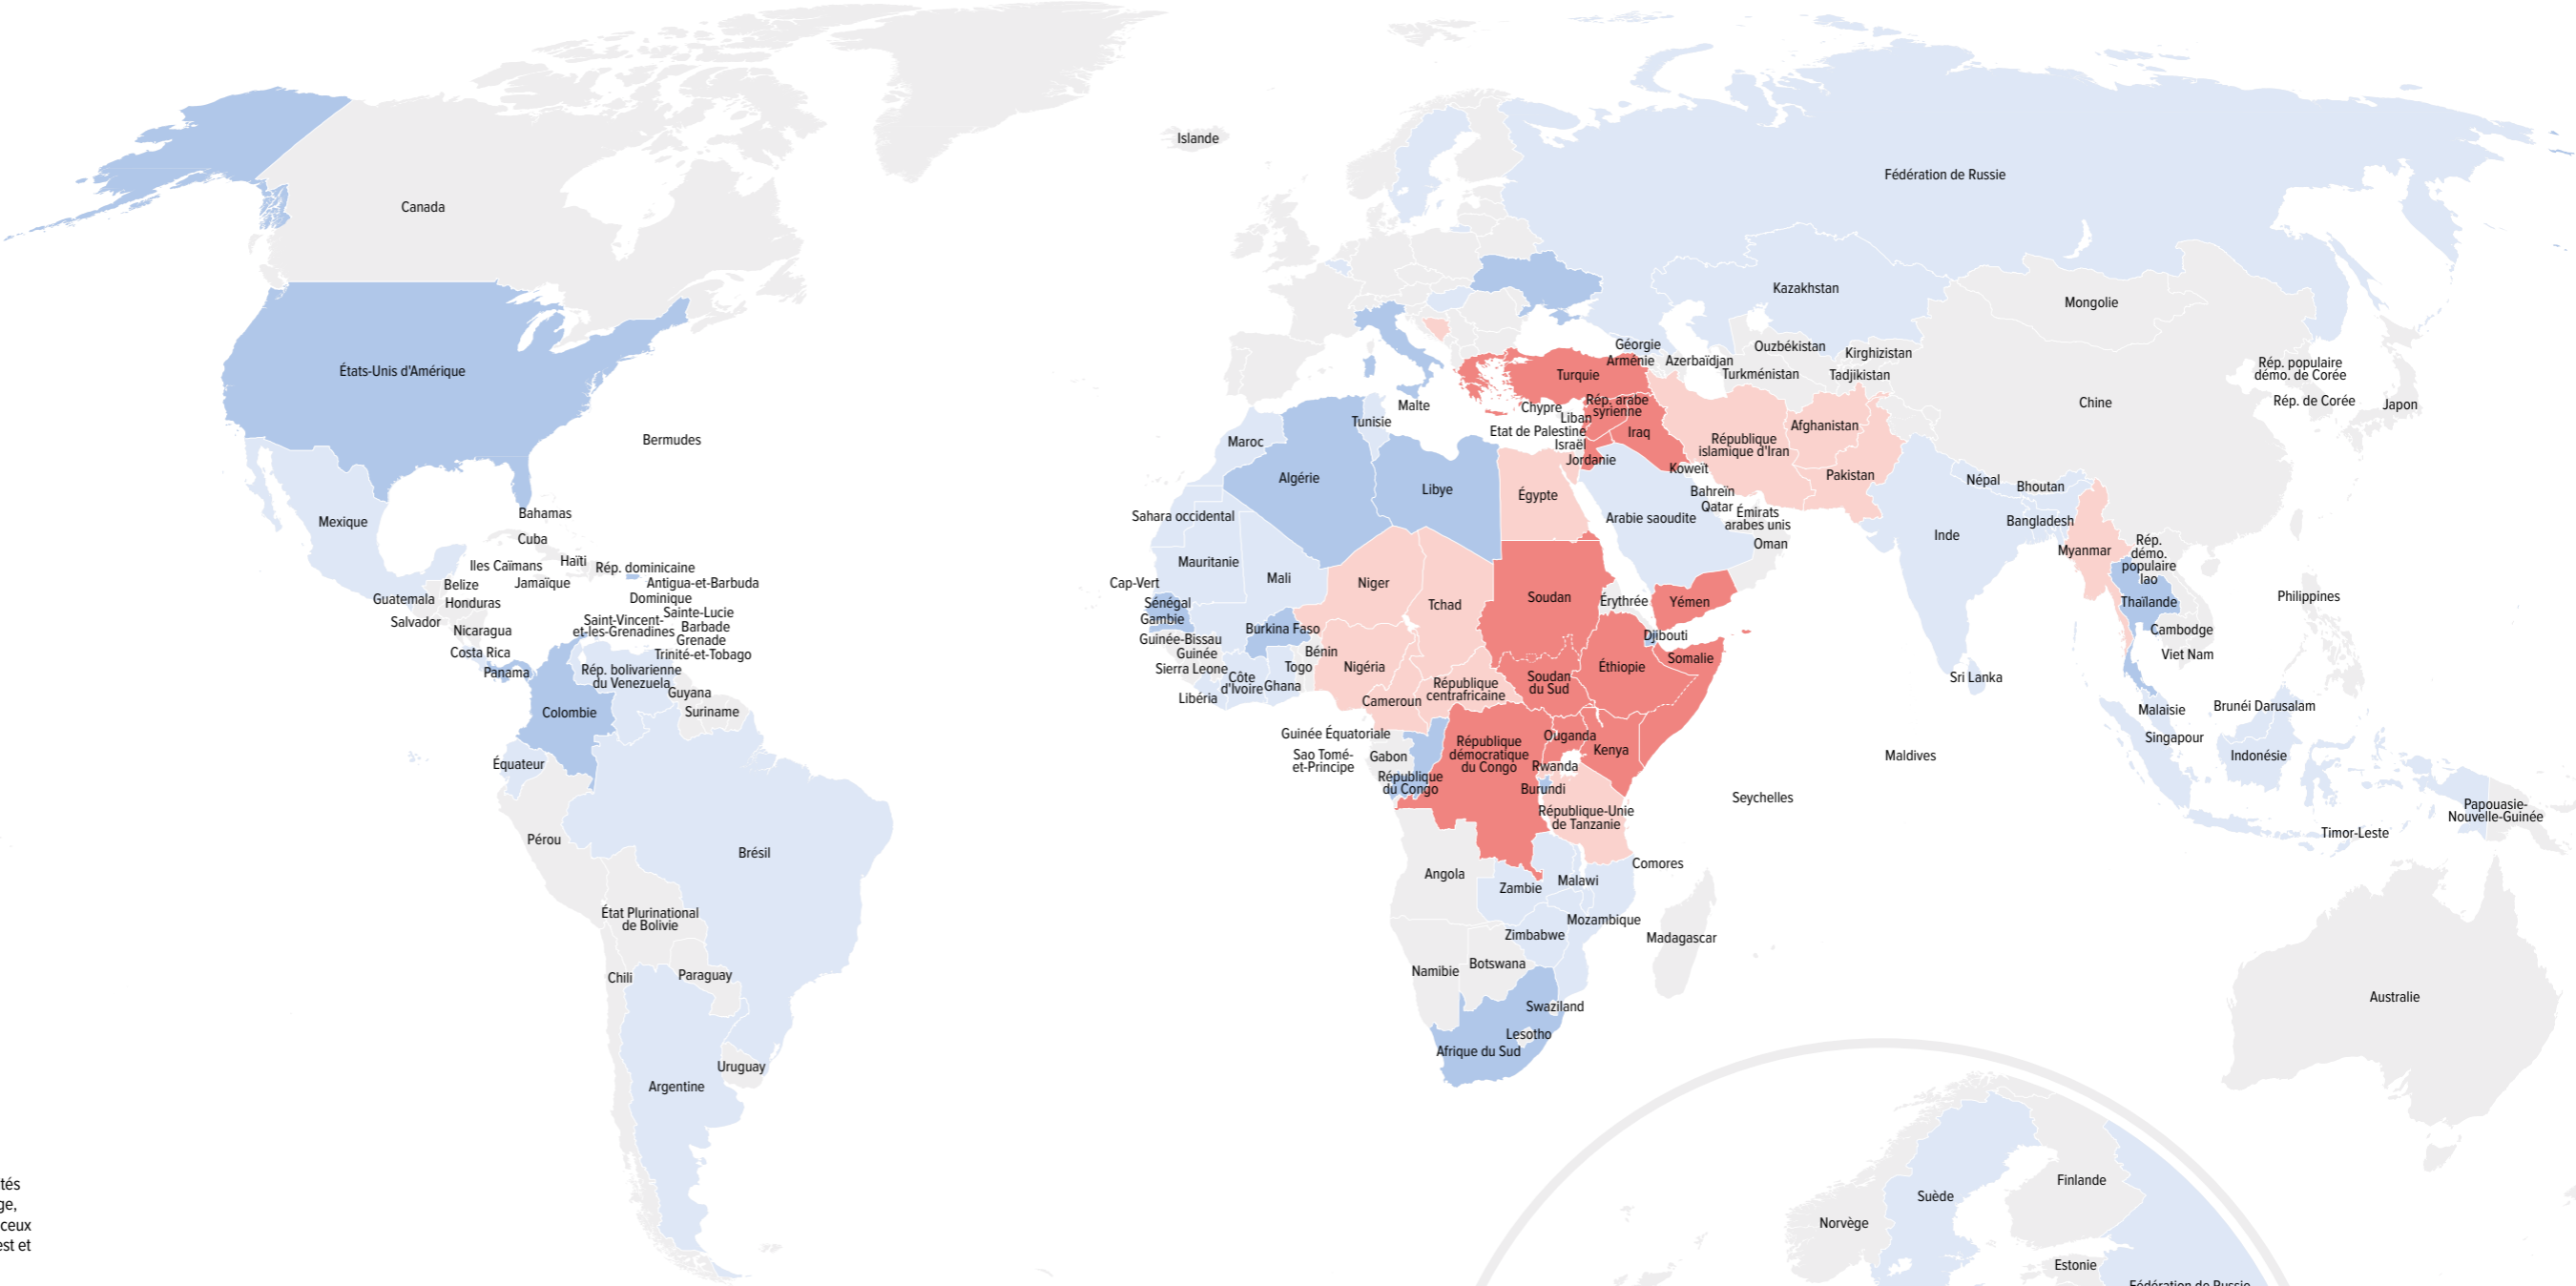 Islande
Fédération de Russie
Canada
Kazakhstan
Mongolie
Géorgie
Ouzbékistan
Kirghizistan
Arménie
Azerbaïdjan
Rép. populaire
démo. de Corée
États-Unis d'Amérique
Turquie
Turkménistan
Tadjikistan
Rép. de Corée
Japon
Chine
Malte
Chypre
Rép. arabe
syrienne
Liban
Tunisie
Etat de Palestine
Iraq
Afghanistan
Bermudes
Maroc
Israël
République
islamique d'Iran
Jordanie
Koweït
Pakistan
Algérie
Libye
Égypte
Bahreïn
Qatar
Népal
Bhoutan
Mexique
Bahamas
Sahara occidental
Arabie saoudite
Émirats
arabes unis
Bangladesh
Inde
Cuba
Oman
Myanmar
Rép.
démo.
populaire
lao
Iles Caïmans
Haïti
Rép. dominicaine
Mauritanie
Mali
Niger
Belize
Jamaïque
Antigua-et-Barbuda
Cap-Vert
Guatemala
Honduras
Dominique
Sénégal
Tchad
Soudan
Érythrée
Yémen
Thaïlande
Philippines
Salvador
Saint-Vincent-
et-les-Grenadines
Sainte-Lucie
Gambie
Nicaragua
Barbade
Burkina Faso
Djibouti
Cambodge
Grenade
Guinée-Bissau
Costa Rica
Trinité-et-Tobago
Guinée
Bénin
Somalie
Viet Nam
Panama
Rép. bolivarienne
du Venezuela
Sierra Leone
Togo
Nigéria
Éthiopie
Côte
d'Ivoire
Ghana
Soudan
du Sud
Sri Lanka
Guyana
Libéria
Cameroun
République
centrafricaine
Colombie
Suriname
Malaisie
Brunéi Darusalam
Guinée Équatoriale
Ouganda
Singapour
Équateur
Sao Tomé-
et-Principe
Gabon
République
démocratique
du Congo
Kenya
Maldives
Indonésie
Rwanda
République
du Congo
Burundi
Seychelles
République-Unie
de Tanzanie
Papouasie-
Nouvelle-Guinée
Timor-Leste
Pérou
Brésil
Comores
Angola
Zambie
Malawi
État Plurinational
de Bolivie
Mozambique
Zimbabwe
Madagascar
Chili
Paraguay
Namibie
Botswana
Australie
Swaziland
Lesotho
Afrique du Sud
Uruguay
Argentine
tés
ge,
ceux
est et
Finlande
Suède
Norvège
Estonie
Fédération de Russie